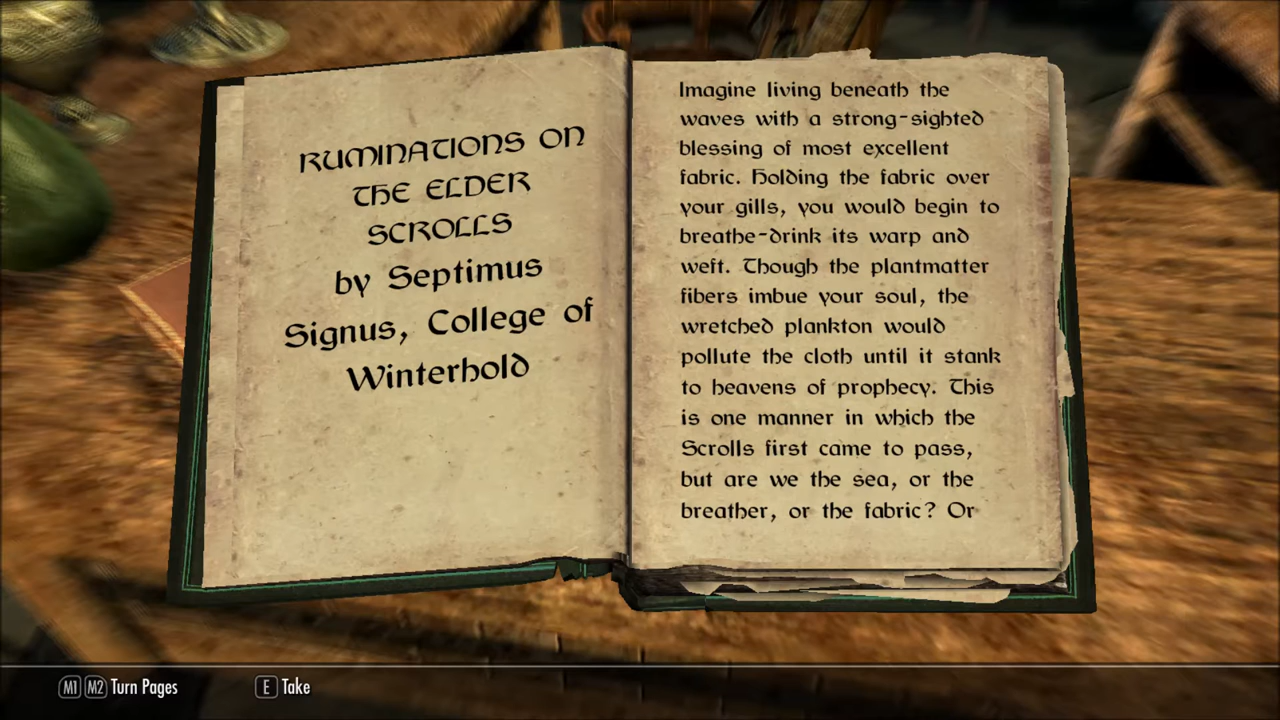 RUMINATIONS ON
THE ELDER
SCROLLS
by Septimus
Signus, College of
Winterhold
Imagine living beneath the
waves with a strong-sighted
blessing of most excellent
fabric. Holding the fabric over
your gills, you would begin to
breathe-drink its warp and
weft. Though the plantmatter
fibers imbue your soul, the
wretched plankton would
pollute the cloth until it stank
to heavens of prophecy. This
is one manner in which the
Scrolls first came to pass,
but are we the sea, or the
breather, or the fabric? Or
M1 M2 Turn Pages
E Take